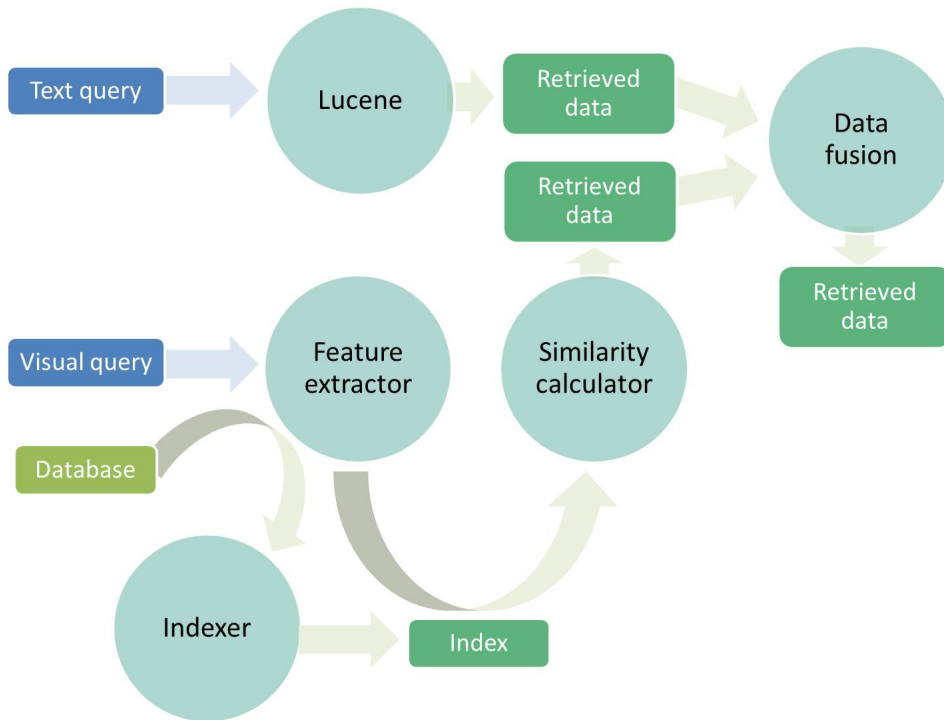 Text query
Lucene
Retrieved
data
Data
fusion
Retrieved
data
Retrieved
data
Visual query
Feature
extractor
Similarity
calculator
Database
Indexer
Index